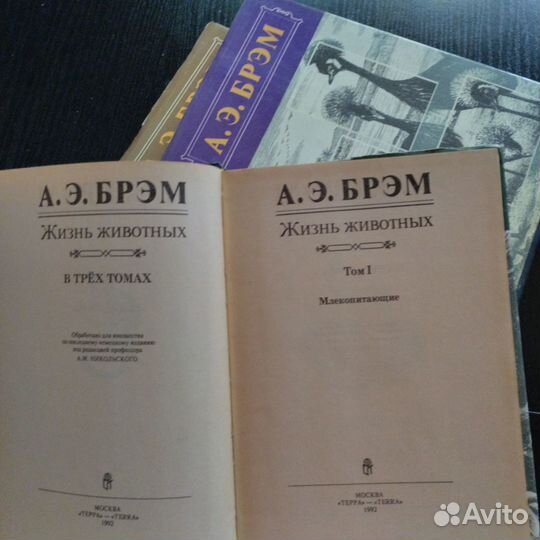 А. Э. БРЭМ
Э. БРЭМ
А. Э. БРЭМ
Жизнь животных
В ТРЁХ ТОМАХ
Обработано для юношества
по последнему немецкому изданию
под редакцией профессора
А.М. НИКОЛЬСКОГО
МОСКВА
«ТЕРРА» — «TERRA»
1992
А. Э. БРЭМ
Жизнь животных
Том I
Млекопитающие
МОСКВА
«ТЕРРА» — «TERRA»
1992
Avito